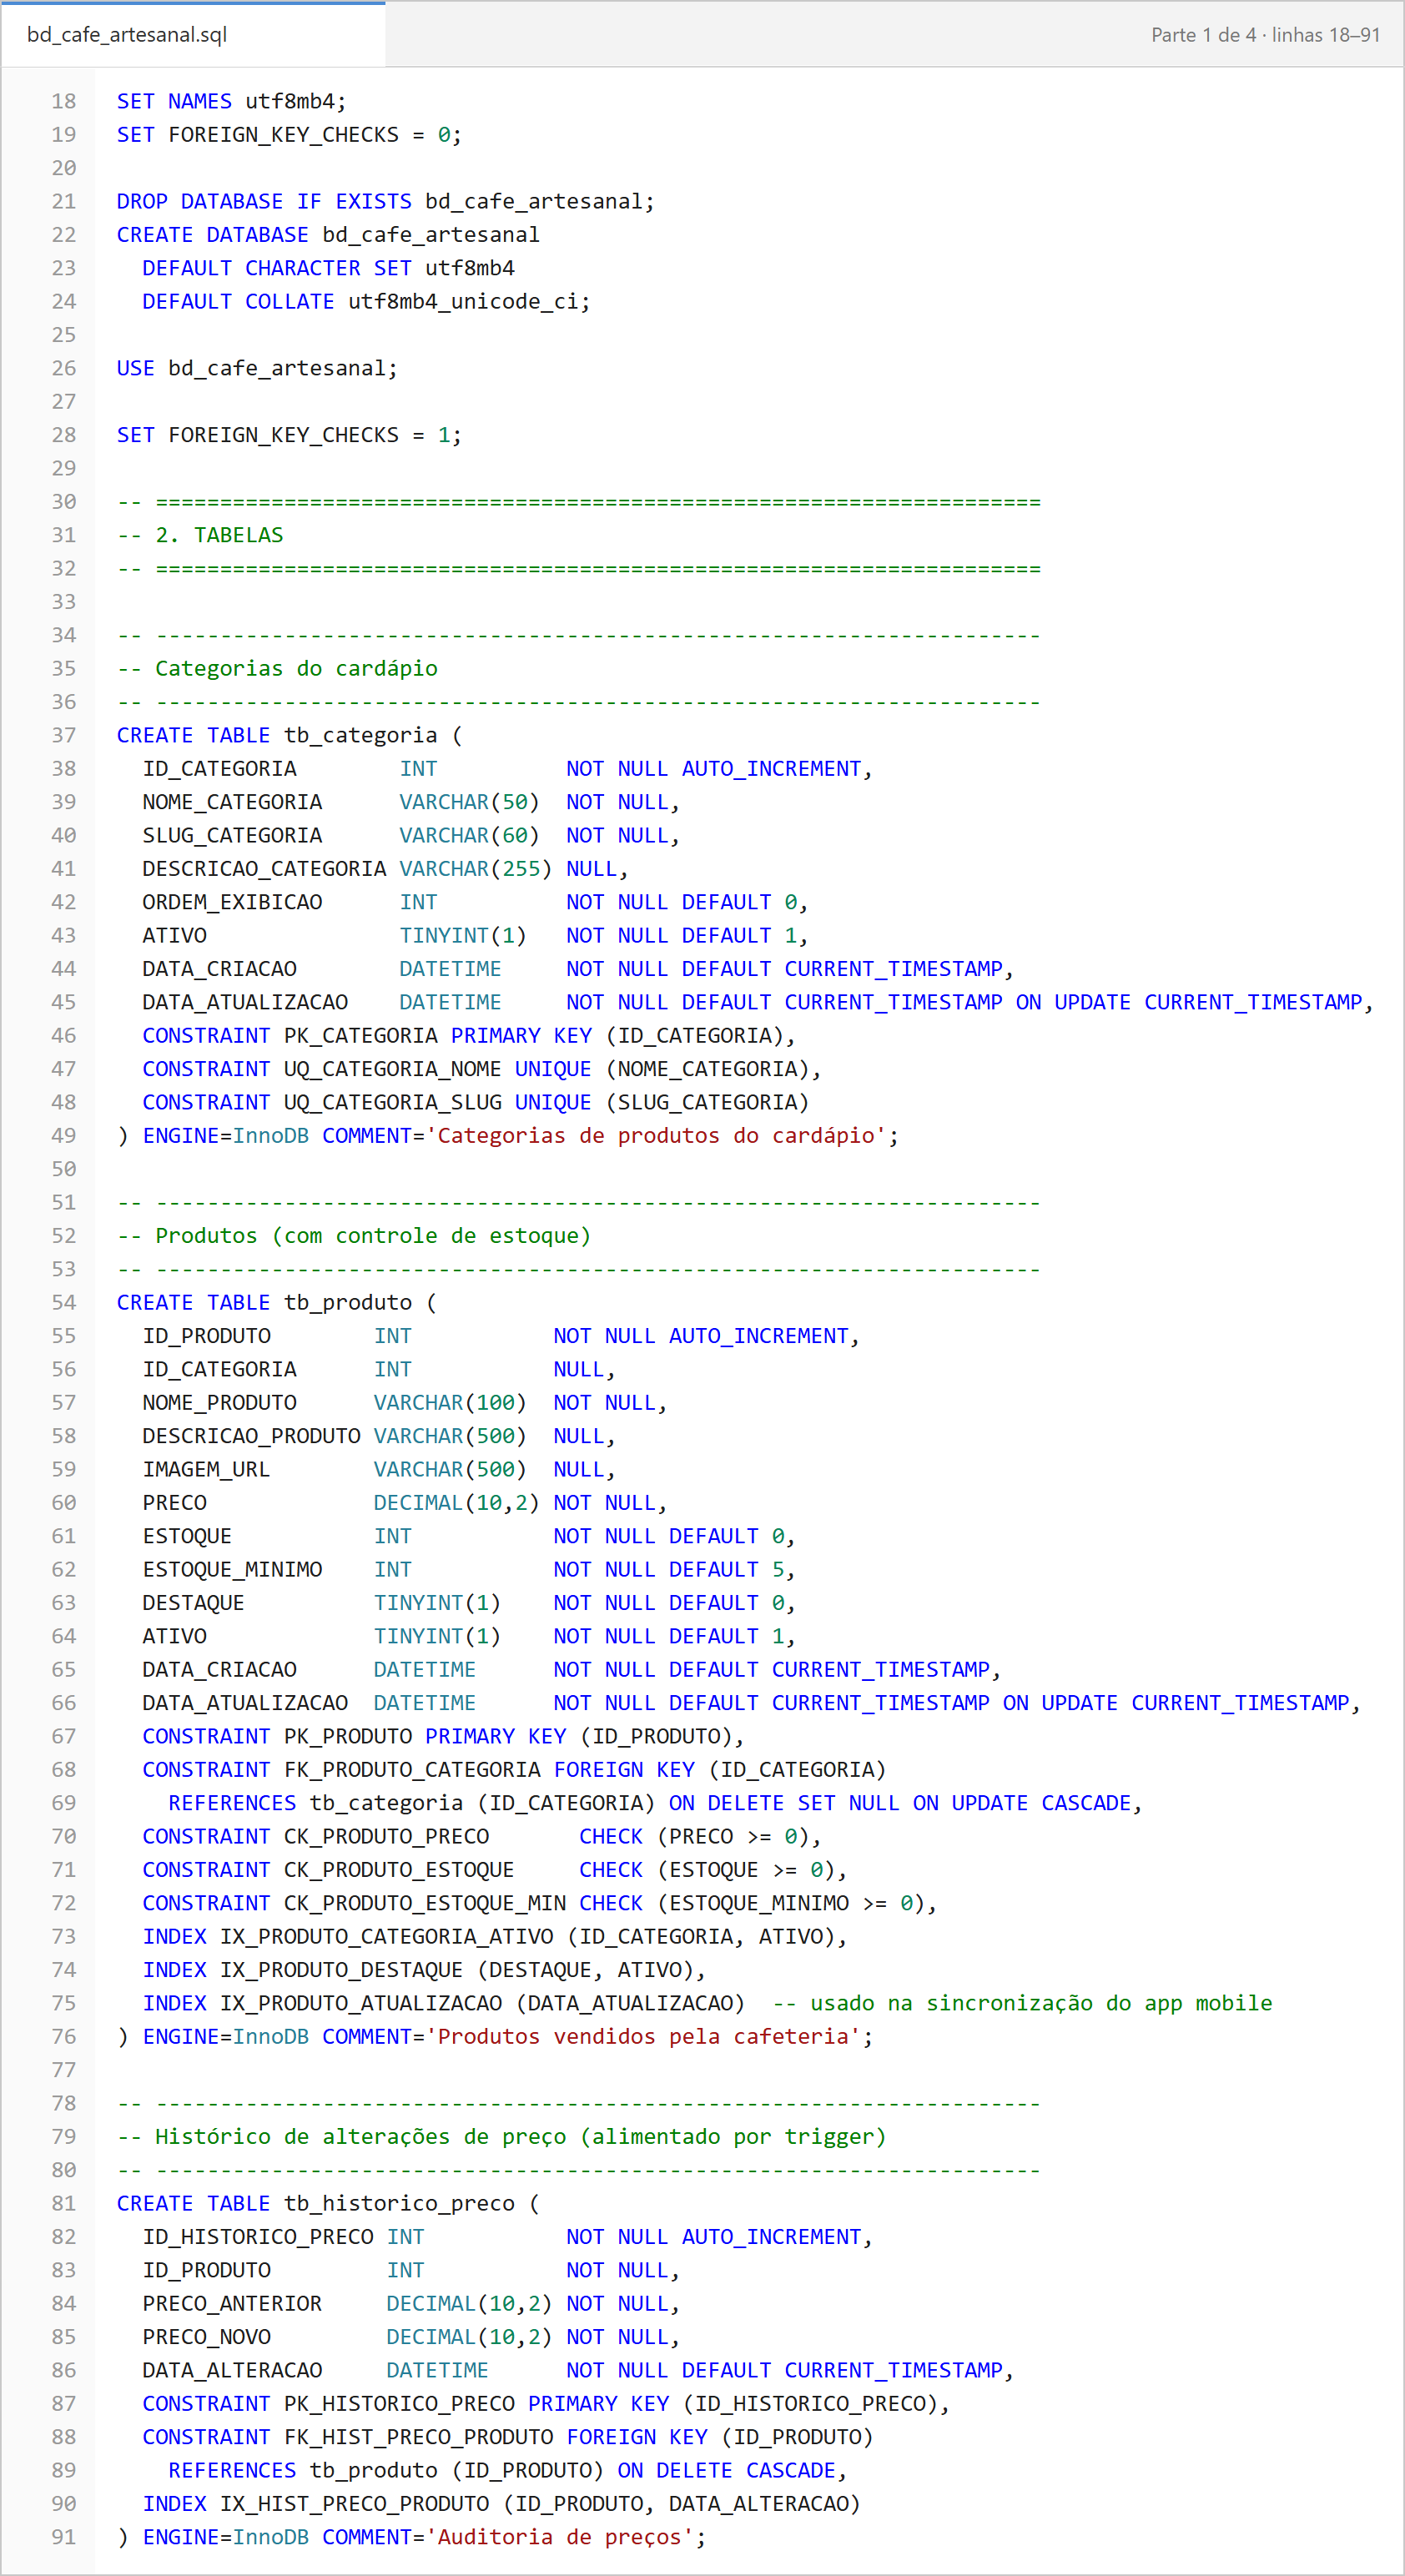 bd_cafe_artesanal.sql
Parte 1 de 4 · linhas 18–91
18 SET NAMES utf8mb4;
19 SET FOREIGN_KEY_CHECKS = 0;
20
21 DROP DATABASE IF EXISTS bd_cafe_artesanal;
22 CREATE DATABASE bd_cafe_artesanal
23   DEFAULT CHARACTER SET utf8mb4
24   DEFAULT COLLATE utf8mb4_unicode_ci;
25
26 USE bd_cafe_artesanal;
27
28 SET FOREIGN_KEY_CHECKS = 1;
29
30 -- =====================================================================
31 -- 2. TABELAS
32 -- =====================================================================
33
34 -- ---------------------------------------------------------------------
35 -- Categorias do cardápio
36 -- ---------------------------------------------------------------------
37 CREATE TABLE tb_categoria (
38   ID_CATEGORIA        INT          NOT NULL AUTO_INCREMENT,
39   NOME_CATEGORIA      VARCHAR(50)  NOT NULL,
40   SLUG_CATEGORIA      VARCHAR(60)  NOT NULL,
41   DESCRICAO_CATEGORIA VARCHAR(255) NULL,
42   ORDEM_EXIBICAO      INT          NOT NULL DEFAULT 0,
43   ATIVO               TINYINT(1)   NOT NULL DEFAULT 1,
44   DATA_CRIACAO        DATETIME     NOT NULL DEFAULT CURRENT_TIMESTAMP,
45   DATA_ATUALIZACAO    DATETIME     NOT NULL DEFAULT CURRENT_TIMESTAMP ON UPDATE CURRENT_TIMESTAMP,
46   CONSTRAINT PK_CATEGORIA PRIMARY KEY (ID_CATEGORIA),
47   CONSTRAINT UQ_CATEGORIA_NOME UNIQUE (NOME_CATEGORIA),
48   CONSTRAINT UQ_CATEGORIA_SLUG UNIQUE (SLUG_CATEGORIA)
49 ) ENGINE=InnoDB COMMENT='Categorias de produtos do cardápio';
50
51 -- ---------------------------------------------------------------------
52 -- Produtos (com controle de estoque)
53 -- ---------------------------------------------------------------------
54 CREATE TABLE tb_produto (
55   ID_PRODUTO        INT           NOT NULL AUTO_INCREMENT,
56   ID_CATEGORIA      INT           NULL,
57   NOME_PRODUTO      VARCHAR(100)  NOT NULL,
58   DESCRICAO_PRODUTO VARCHAR(500)  NULL,
59   IMAGEM_URL        VARCHAR(500)  NULL,
60   PRECO             DECIMAL(10,2) NOT NULL,
61   ESTOQUE           INT           NOT NULL DEFAULT 0,
62   ESTOQUE_MINIMO    INT           NOT NULL DEFAULT 5,
63   DESTAQUE          TINYINT(1)    NOT NULL DEFAULT 0,
64   ATIVO             TINYINT(1)    NOT NULL DEFAULT 1,
65   DATA_CRIACAO      DATETIME      NOT NULL DEFAULT CURRENT_TIMESTAMP,
66   DATA_ATUALIZACAO  DATETIME      NOT NULL DEFAULT CURRENT_TIMESTAMP ON UPDATE CURRENT_TIMESTAMP,
67   CONSTRAINT PK_PRODUTO PRIMARY KEY (ID_PRODUTO),
68   CONSTRAINT FK_PRODUTO_CATEGORIA FOREIGN KEY (ID_CATEGORIA)
69     REFERENCES tb_categoria (ID_CATEGORIA) ON DELETE SET NULL ON UPDATE CASCADE,
70   CONSTRAINT CK_PRODUTO_PRECO       CHECK (PRECO >= 0),
71   CONSTRAINT CK_PRODUTO_ESTOQUE     CHECK (ESTOQUE >= 0),
72   CONSTRAINT CK_PRODUTO_ESTOQUE_MIN CHECK (ESTOQUE_MINIMO >= 0),
73   INDEX IX_PRODUTO_CATEGORIA_ATIVO (ID_CATEGORIA, ATIVO),
74   INDEX IX_PRODUTO_DESTAQUE (DESTAQUE, ATIVO),
75   INDEX IX_PRODUTO_ATUALIZACAO (DATA_ATUALIZACAO)  -- usado na sincronização do app mobile
76 ) ENGINE=InnoDB COMMENT='Produtos vendidos pela cafeteria';
77
78 -- ---------------------------------------------------------------------
79 -- Histórico de alterações de preço (alimentado por trigger)
80 -- ---------------------------------------------------------------------
81 CREATE TABLE tb_historico_preco (
82   ID_HISTORICO_PRECO INT           NOT NULL AUTO_INCREMENT,
83   ID_PRODUTO         INT           NOT NULL,
84   PRECO_ANTERIOR     DECIMAL(10,2) NOT NULL,
85   PRECO_NOVO         DECIMAL(10,2) NOT NULL,
86   DATA_ALTERACAO     DATETIME      NOT NULL DEFAULT CURRENT_TIMESTAMP,
87   CONSTRAINT PK_HISTORICO_PRECO PRIMARY KEY (ID_HISTORICO_PRECO),
88   CONSTRAINT FK_HIST_PRECO_PRODUTO FOREIGN KEY (ID_PRODUTO)
89     REFERENCES tb_produto (ID_PRODUTO) ON DELETE CASCADE,
90   INDEX IX_HIST_PRECO_PRODUTO (ID_PRODUTO, DATA_ALTERACAO)
91 ) ENGINE=InnoDB COMMENT='Auditoria de preços';